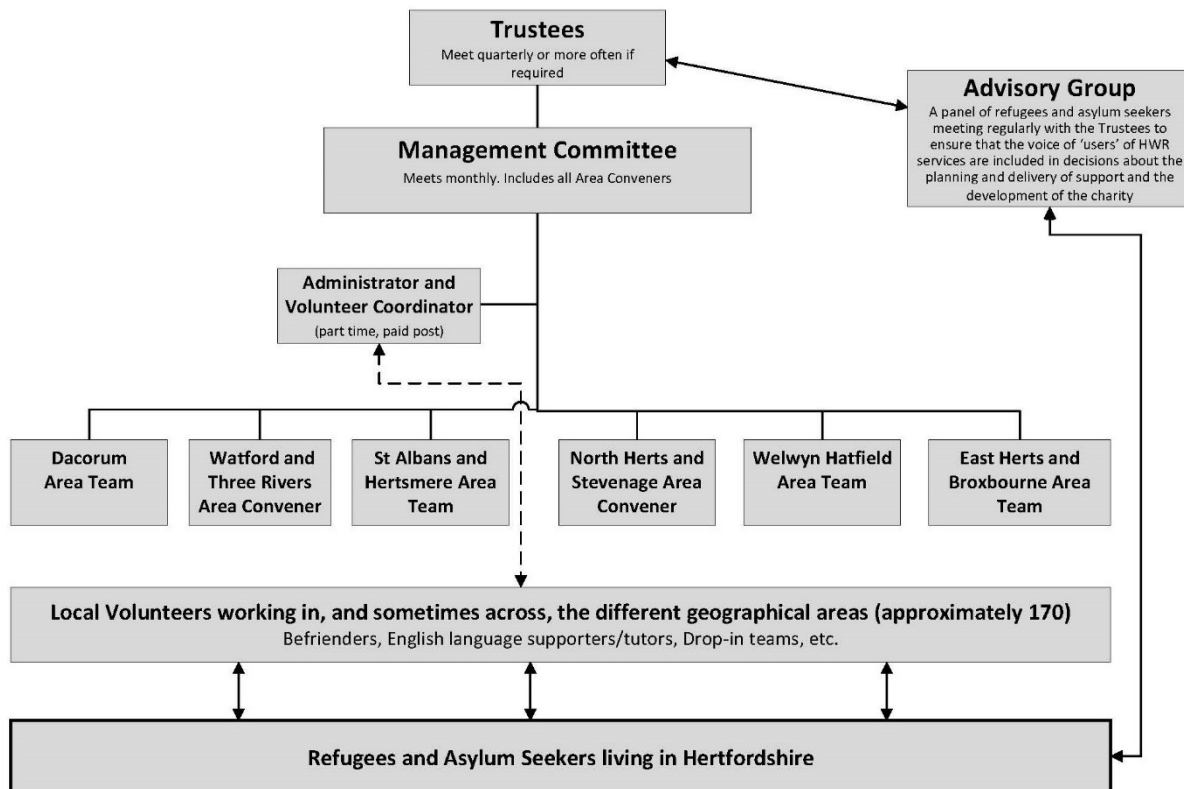 Trustees
Meet quarterly or more often if
required
Advisory Group
A panel of refugees and asylum seekers
meeting regularly with the Trustees to
ensure that the voice of ‘users’ of HWR
services are included in decisions about the
planning and delivery of support and the
development of the charity
Management Committee
Meets monthly. Includes all Area Conveners
Administrator and
Volunteer Coordinator
(part time, paid post)
Dacorum
Area Team
Watford and
Three Rivers
Area Convener
St Albans and
Hertsmere Area
Team
North Herts and
Stevenage Area
Convener
Welwyn Hatfield
Area Team
East Herts and
Broxbourne Area
Team
Local Volunteers working in, and sometimes across, the different geographical areas (approximately 170)
Befrienders, English language supporters/tutors, Drop-in teams, etc.
Refugees and Asylum Seekers living in Hertfordshire